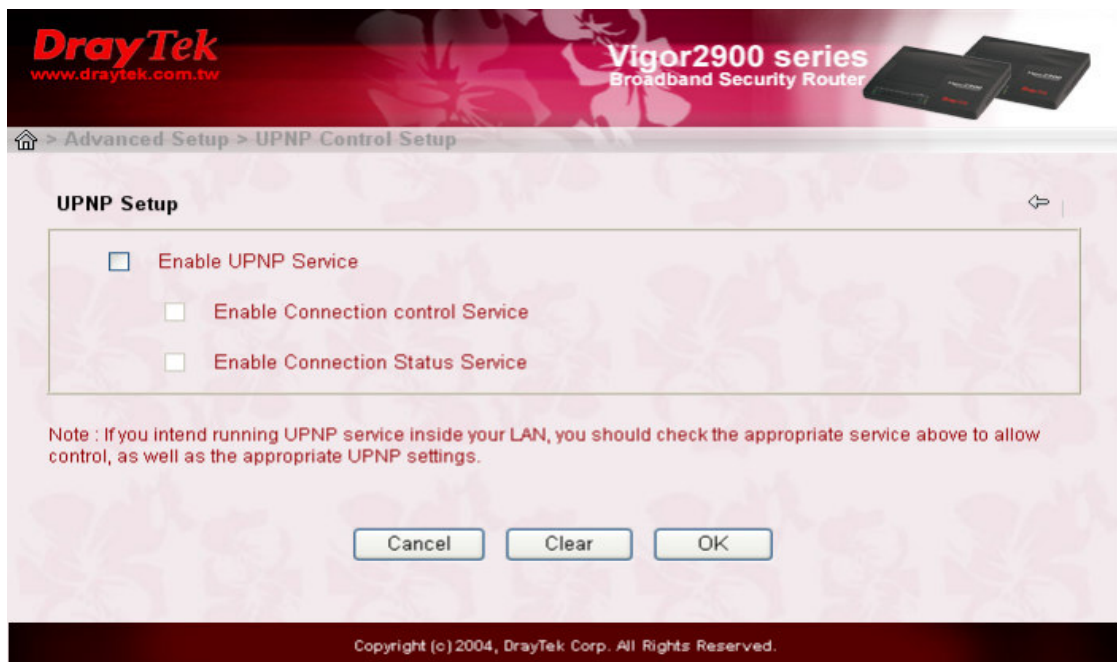 DrayTek
www.draytek.com.tw
Vigor2900 series
Broadband Security Router
> Advanced Setup > UPNP Control Setup
UPNP Setup
Enable UPNP Service
Enable Connection control Service
Enable Connection Status Service
Note : If you intend running UPNP service inside your LAN, you should check the appropriate service above to allow
control, as well as the appropriate UPNP settings.
Cancel
Clear
OK
Copyright (c) 2004, DrayTek Corp. All Rights Reserved.